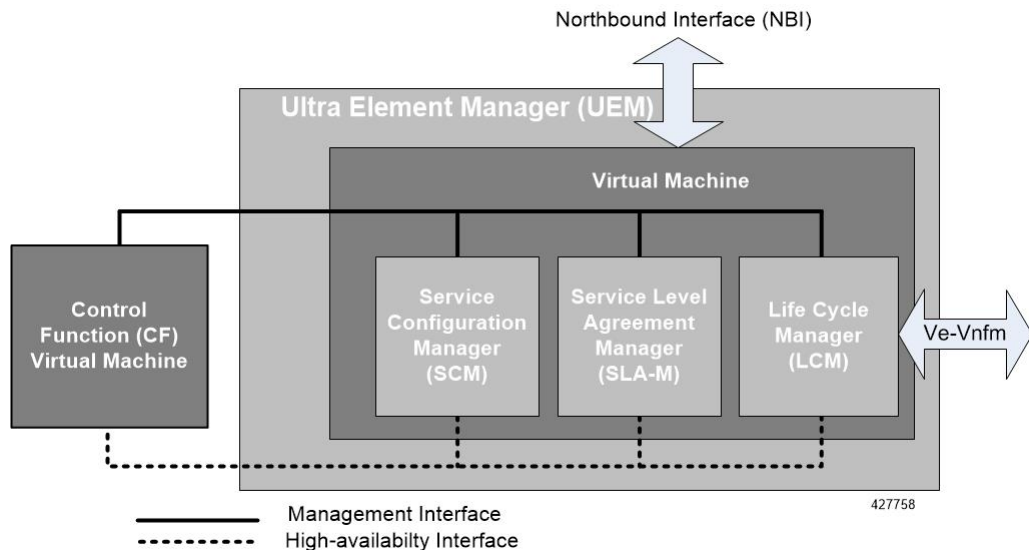 Northbound Interface (NBI)
Ultra Element Manager (UEM)
Virtual Machine
Control
Function (CF)
Virtual Machine
Service
Configuration
Manager
(SCM)
Service Level
Agreement
Manager
(SLA-M)
Life Cycle
Manager
(LCM)
Ve-Vnfm
427758
Management Interface
High-availabilty Interface